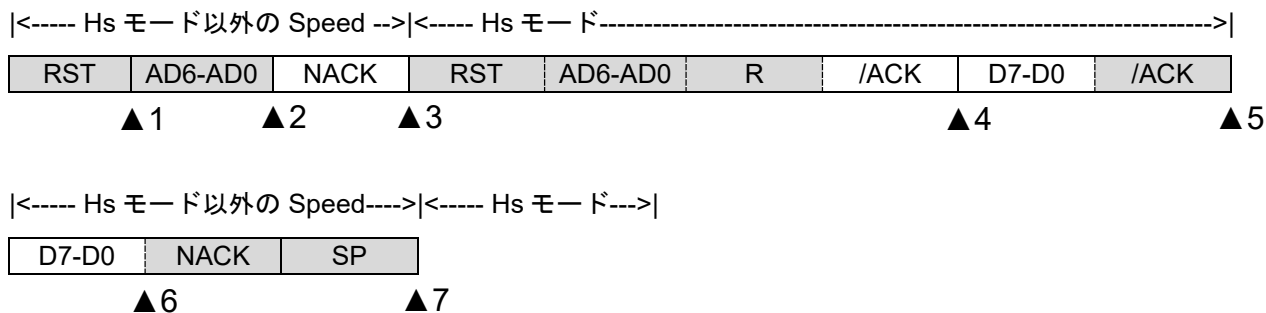 |<----- Hs モード以外の Speed -->|<----- Hs モード------------------------------------------------------------------------->|
RST AD6-AD0 NACK RST AD6-AD0 R /ACK D7-D0 /ACK
▲1 ▲2 ▲3 ▲4 ▲5
|<----- Hs モード以外の Speed---->|<----- Hs モード--->|
D7-D0 NACK SP
▲6 ▲7